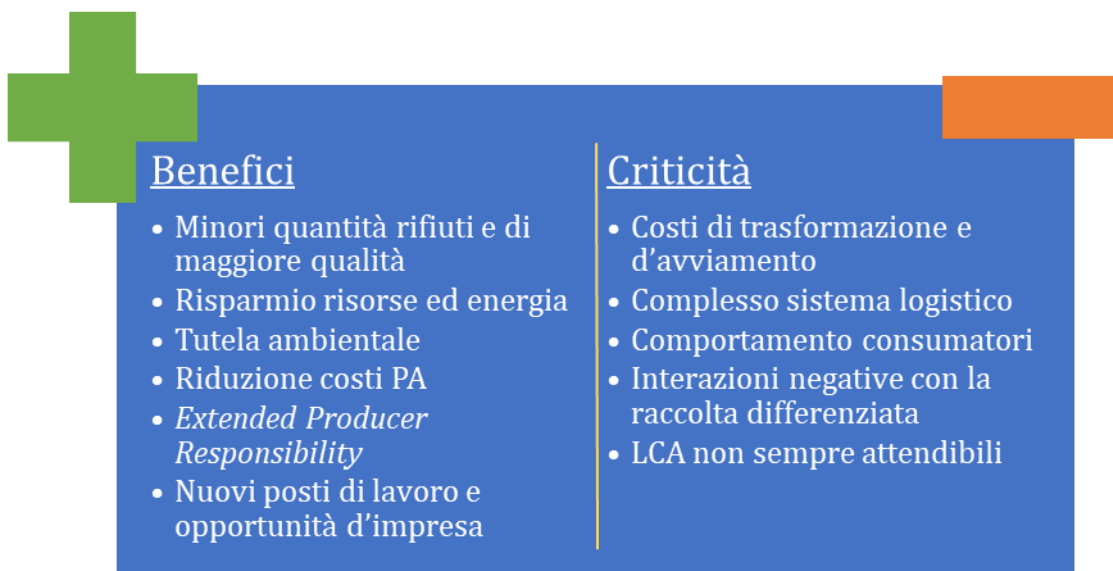 Benefici
• Minori quantità rifiuti e di
maggiore qualità
• Risparmio risorse ed energia
• Tutela ambientale
• Riduzione costi PA
• Extended Producer
Responsibility
• Nuovi posti di lavoro e
opportunità d’impresa
Criticità
• Costi di trasformazione e
d’avviamento
• Complesso sistema logistico
• Comportamento consumatori
• Interazioni negative con la
raccolta differenziata
• LCA non sempre attendibili